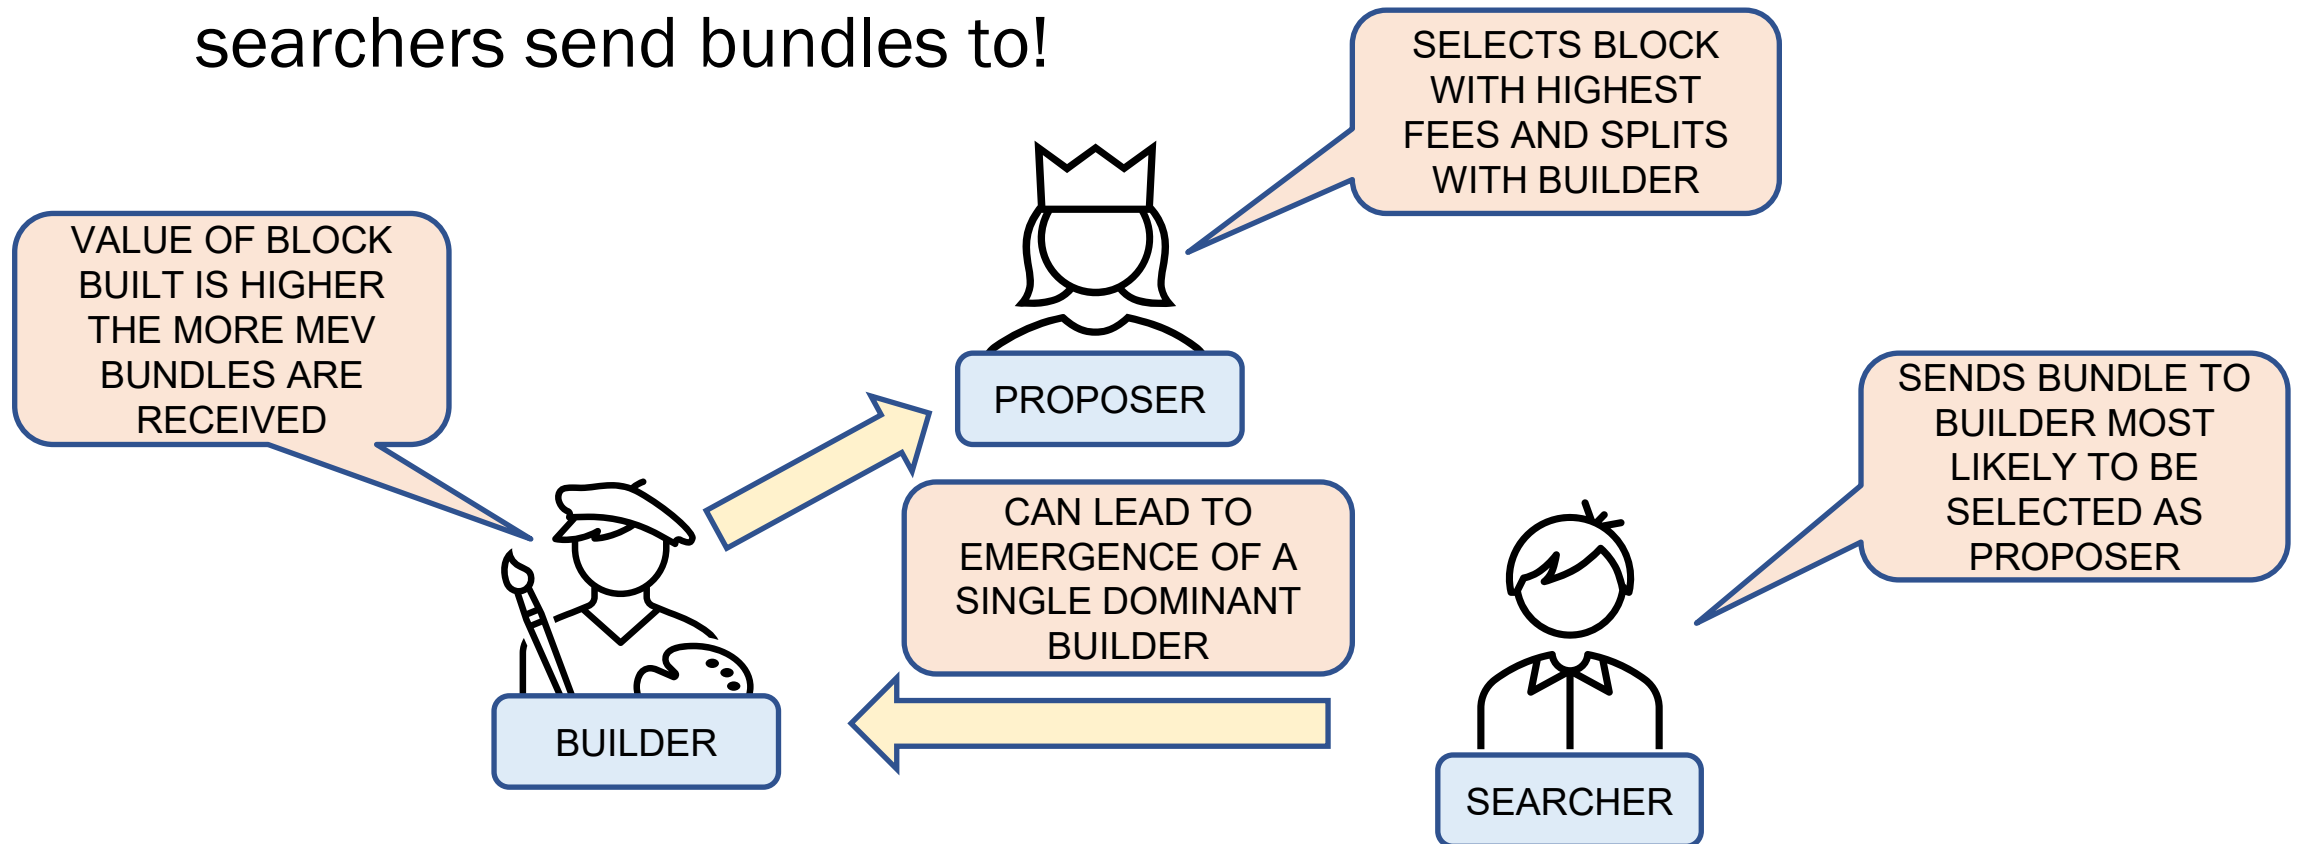 searchers send bundles to!
SELECTS BLOCK
WITH HIGHEST
FEES AND SPLITS
WITH BUILDER
VALUE OF BLOCK
BUILT IS HIGHER
THE MORE MEV
BUNDLES ARE
RECEIVED
PROPOSER
SENDS BUNDLE TO
BUILDER MOST
LIKELY TO BE
SELECTED AS
PROPOSER
CAN LEAD TO
EMERGENCE OF A
SINGLE DOMINANT
BUILDER
BUILDER
SEARCHER